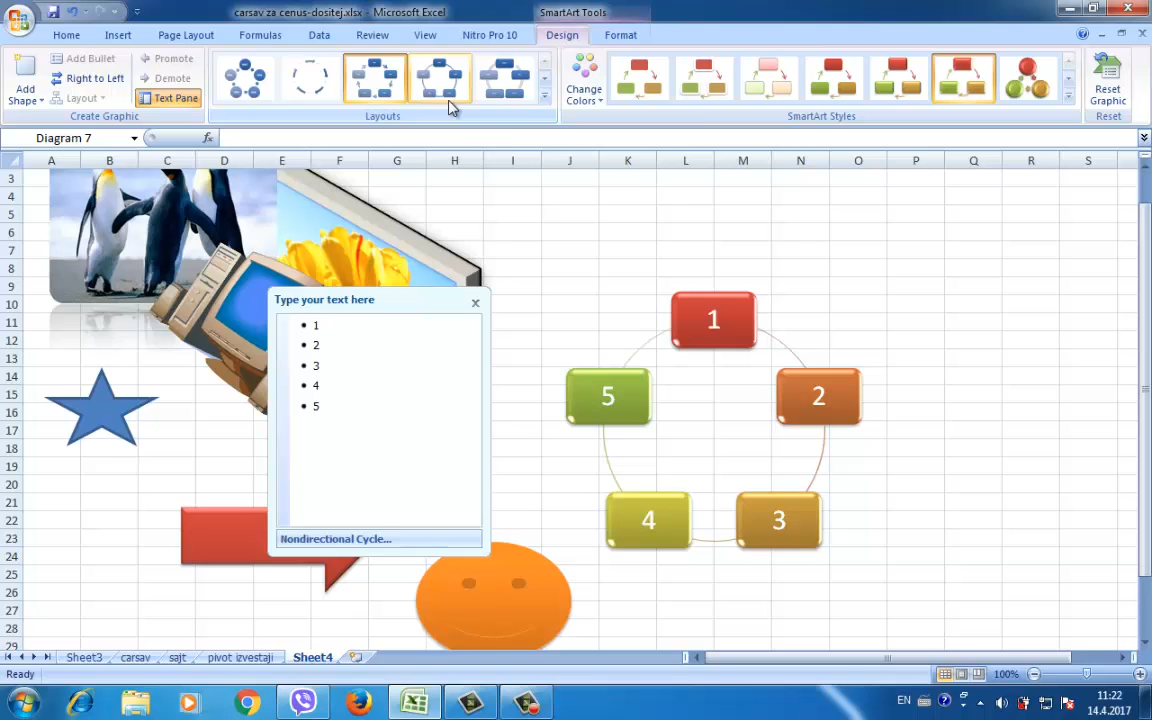 carsav za cenus-dositej.xlsx - Microsoft Excel
SmartArt Tools
Home Insert Page Layout Formulas Data Review View Nitro Pro 10 Design Format
Add Shape
Add Bullet
Right to Left
Layout
Promote
Demote
Text Pane
Create Graphic
Layouts
Change Colors
SmartArt Styles
Reset Graphic
Reset
Diagram 7
fx
A B C D E F G H I J K L M N O P Q R S
3
4
5
6
7
8
9
10
11
12
13
14
15
16
17
18
19
20
21
22
23
24
25
26
27
28
29
Type your text here
x
• 1
• 2
• 3
• 4
• 5
Nondirectional Cycle...
1
2
3
4
5
Sheet3 carsav sajt pivot izvestaji Sheet4
Ready
100%
EN
11:22
14.4.2017